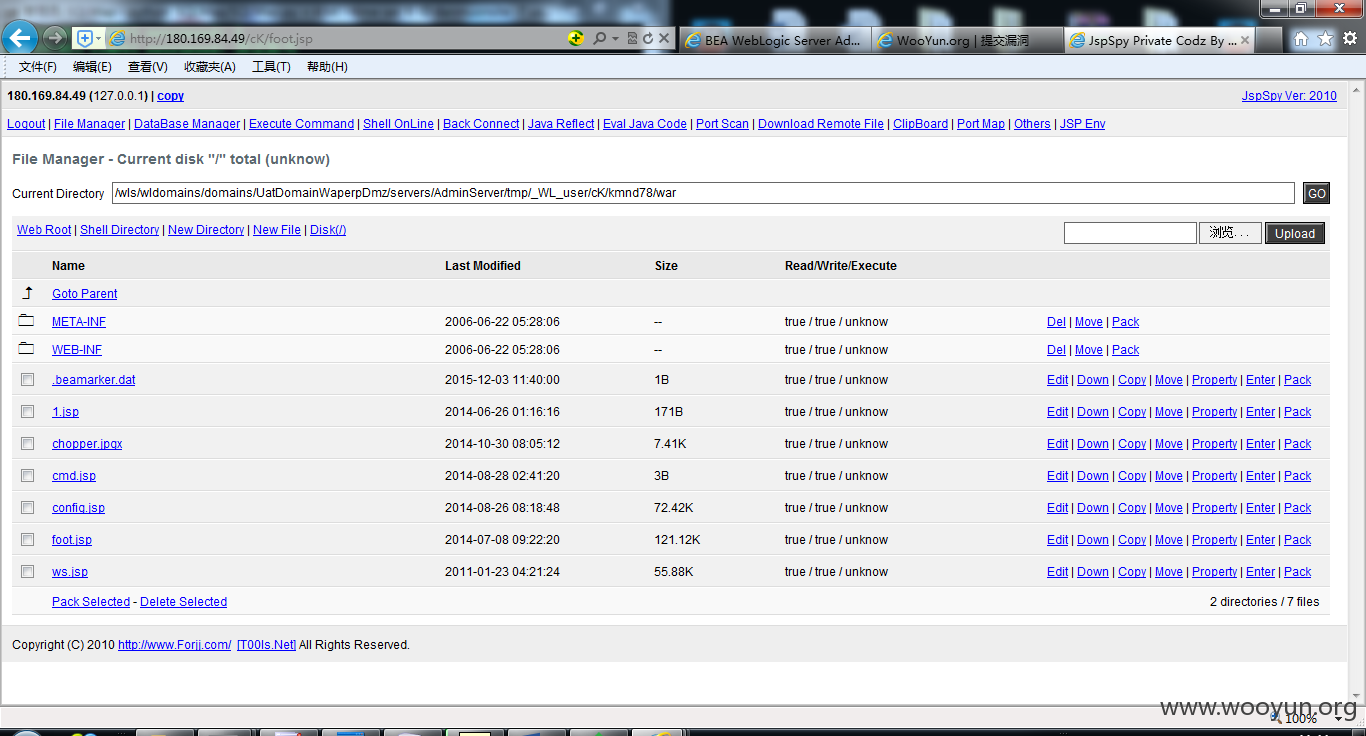 http://180.169.84.49/cK/foot.jsp
BEA WebLogic Server Ad...
WooYun.org | 提交漏洞
JspSpy Private Codz By ...
文件(F) 编辑(E) 查看(V) 收藏夹(A) 工具(T) 帮助(H)
180.169.84.49 (127.0.0.1) | copy JspSpy Ver: 2010
Logout | File Manager | DataBase Manager | Execute Command | Shell OnLine | Back Connect | Java Reflect | Eval Java Code | Port Scan | Download Remote File | ClipBoard | Port Map | Others | JSP Env
File Manager - Current disk "/" total (unknow)
Current Directory /wls/wldomains/domains/UatDomainWaperpDmz/servers/AdminServer/tmp/_WL_user/cK/kmnd78/war GO
Web Root | Shell Directory | New Directory | New File | Disk(/) 浏览... Upload
Name Last Modified Size Read/Write/Execute
Goto Parent
META-INF 2006-06-22 05:28:06 -- true / true / unknow Del | Move | Pack
WEB-INF 2006-06-22 05:28:06 -- true / true / unknow Del | Move | Pack
.beamarker.dat 2015-12-03 11:40:00 1B true / true / unknow Edit | Down | Copy | Move | Property | Enter | Pack
1.jsp 2014-06-26 01:16:16 171B true / true / unknow Edit | Down | Copy | Move | Property | Enter | Pack
chopper.jpgx 2014-10-30 08:05:12 7.41K true / true / unknow Edit | Down | Copy | Move | Property | Enter | Pack
cmd.jsp 2014-08-28 02:41:20 3B true / true / unknow Edit | Down | Copy | Move | Property | Enter | Pack
config.jsp 2014-08-26 08:18:48 72.42K true / true / unknow Edit | Down | Copy | Move | Property | Enter | Pack
foot.jsp 2014-07-08 09:22:20 121.12K true / true / unknow Edit | Down | Copy | Move | Property | Enter | Pack
ws.jsp 2011-01-23 04:21:24 55.88K true / true / unknow Edit | Down | Copy | Move | Property | Enter | Pack
Pack Selected - Delete Selected 2 directories / 7 files
Copyright (C) 2010 http://www.Forjj.com/ [T00ls.Net] All Rights Reserved.
www.wooyun.org
100%